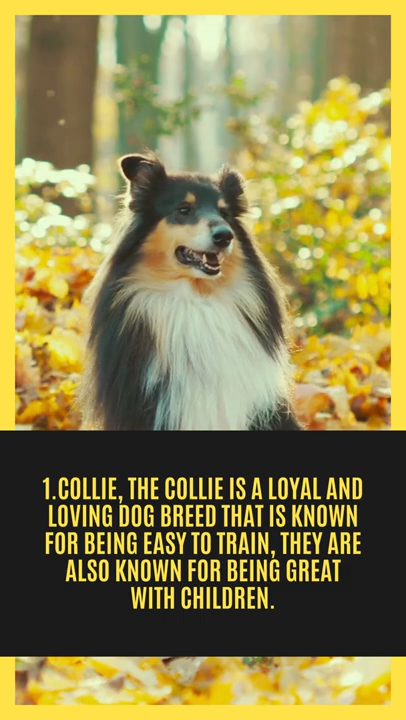 1.COLLIE, THE COLLIE IS A LOYAL AND
LOVING DOG BREED THAT IS KNOWN
FOR BEING EASY TO TRAIN, THEY ARE
ALSO KNOWN FOR BEING GREAT
WITH CHILDREN.